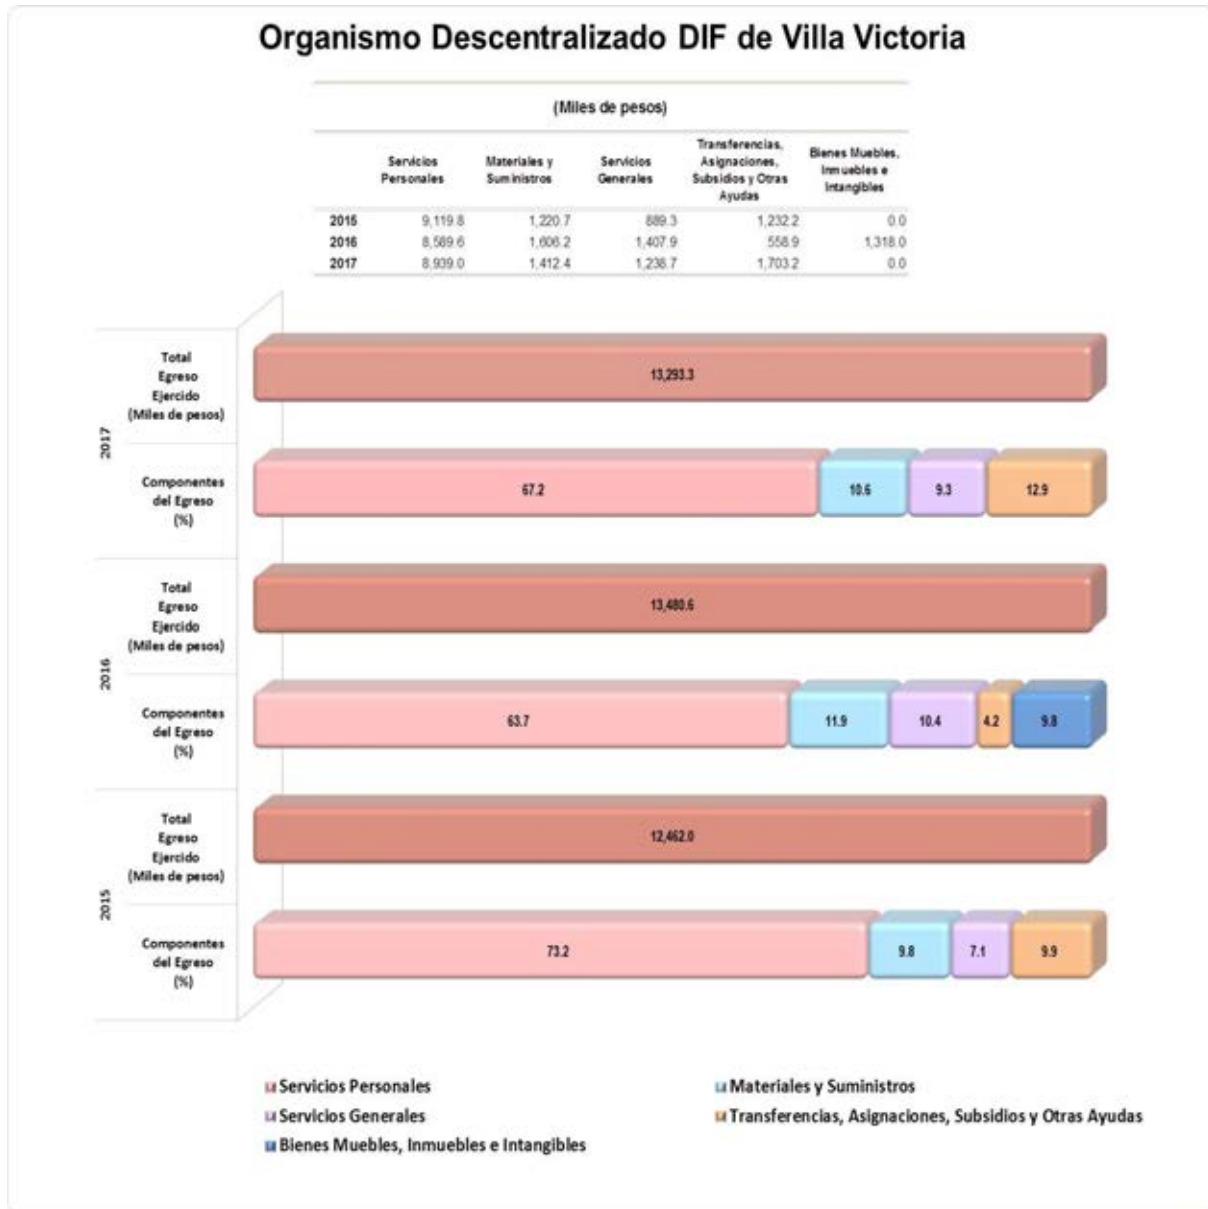 Organismo Descentralizado DIF de Villa Victoria
(Miles de pesos)
Servicios Personales
Materiales y Suministros
Servicios Generales
Transferencias, Asignaciones, Subsidios y Otras Ayudas
Bienes Muebles, Inmuebles e Intangibles
2015 9,119.8 1,220.7 889.3 1,232.2 0.0
2016 8,589.6 1,606.2 1,407.9 558.9 1,318.0
2017 8,939.0 1,412.4 1,238.7 1,703.2 0.0
2017
Total
Egreso
Ejercido
(Miles de pesos)
13,293.3
Componentes
del Egreso
(%)
67.2 10.6 9.3 12.9
2016
Total
Egreso
Ejercido
(Miles de pesos)
13,480.6
Componentes
del Egreso
(%)
63.7 11.9 10.4 4.2 9.8
2015
Total
Egreso
Ejercido
(Miles de pesos)
12,462.0
Componentes
del Egreso
(%)
73.2 9.8 7.1 9.9
Servicios Personales
Materiales y Suministros
Servicios Generales
Transferencias, Asignaciones, Subsidios y Otras Ayudas
Bienes Muebles, Inmuebles e Intangibles